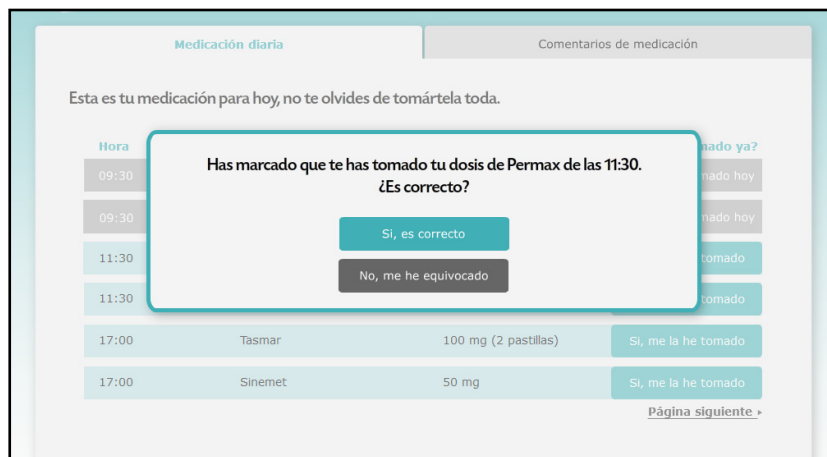 Medicación diaria
Comentarios de medicación
Esta es tu medicación para hoy, no te olvides de tomártela toda.
Hora
mado ya?
09:30
mado hoy
09:30
mado hoy
11:30
tomado
11:30
tomado
Has marcado que te has tomado tu dosis de Permax de las 11:30.
¿Es correcto?
Si, es correcto
No, me he equivocado
17:00 Tasmar 100 mg (2 pastillas) Si, me la he tomado
17:00 Sinemet 50 mg Si, me la he tomado
Página siguiente